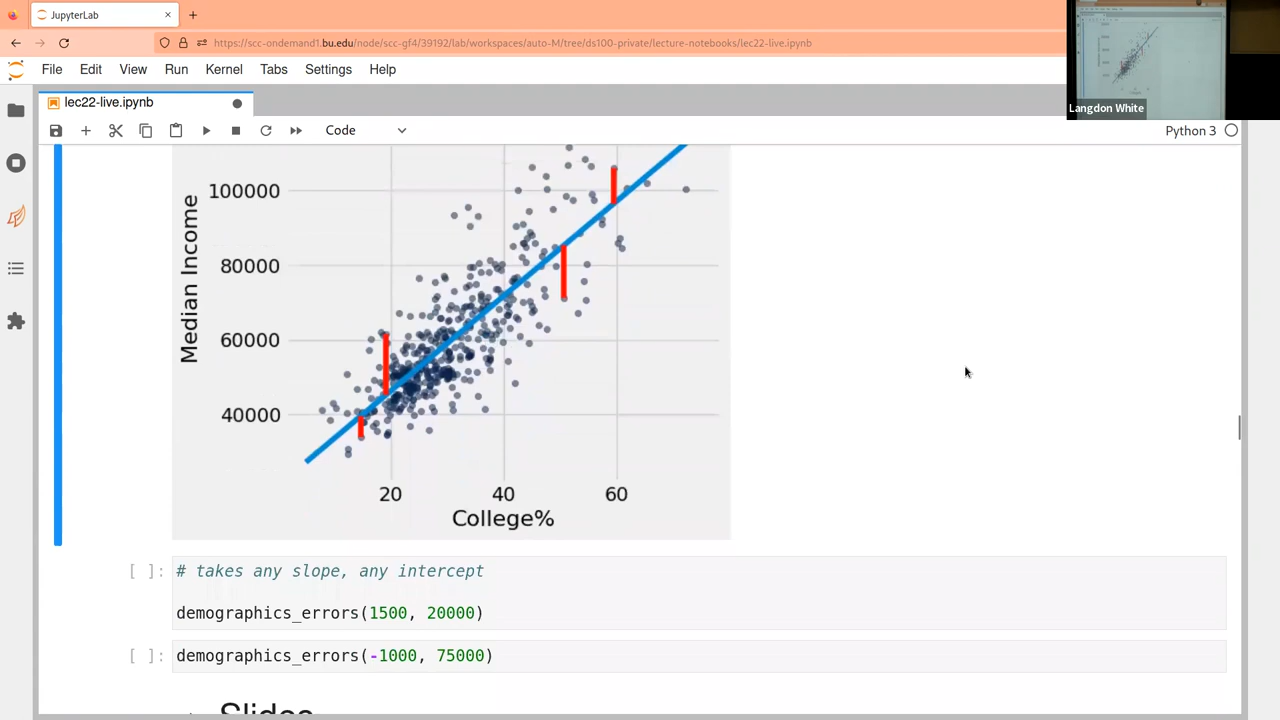 JupyterLab
https://scc-ondemand1.bu.edu/node/scc-gf4/39192/lab/workspaces/auto-M/tree/ds100-private/lecture-notebooks/lec22-live.ipynb
File Edit View Run Kernel Tabs Settings Help
Langdon White
lec22-live.ipynb
Code
Python 3
100000
80000
60000
40000
Median Income
20 40 60
College%
[ ]: # takes any slope, any intercept
demographics_errors(1500, 20000)
[ ]: demographics_errors(-1000, 75000)
Slides